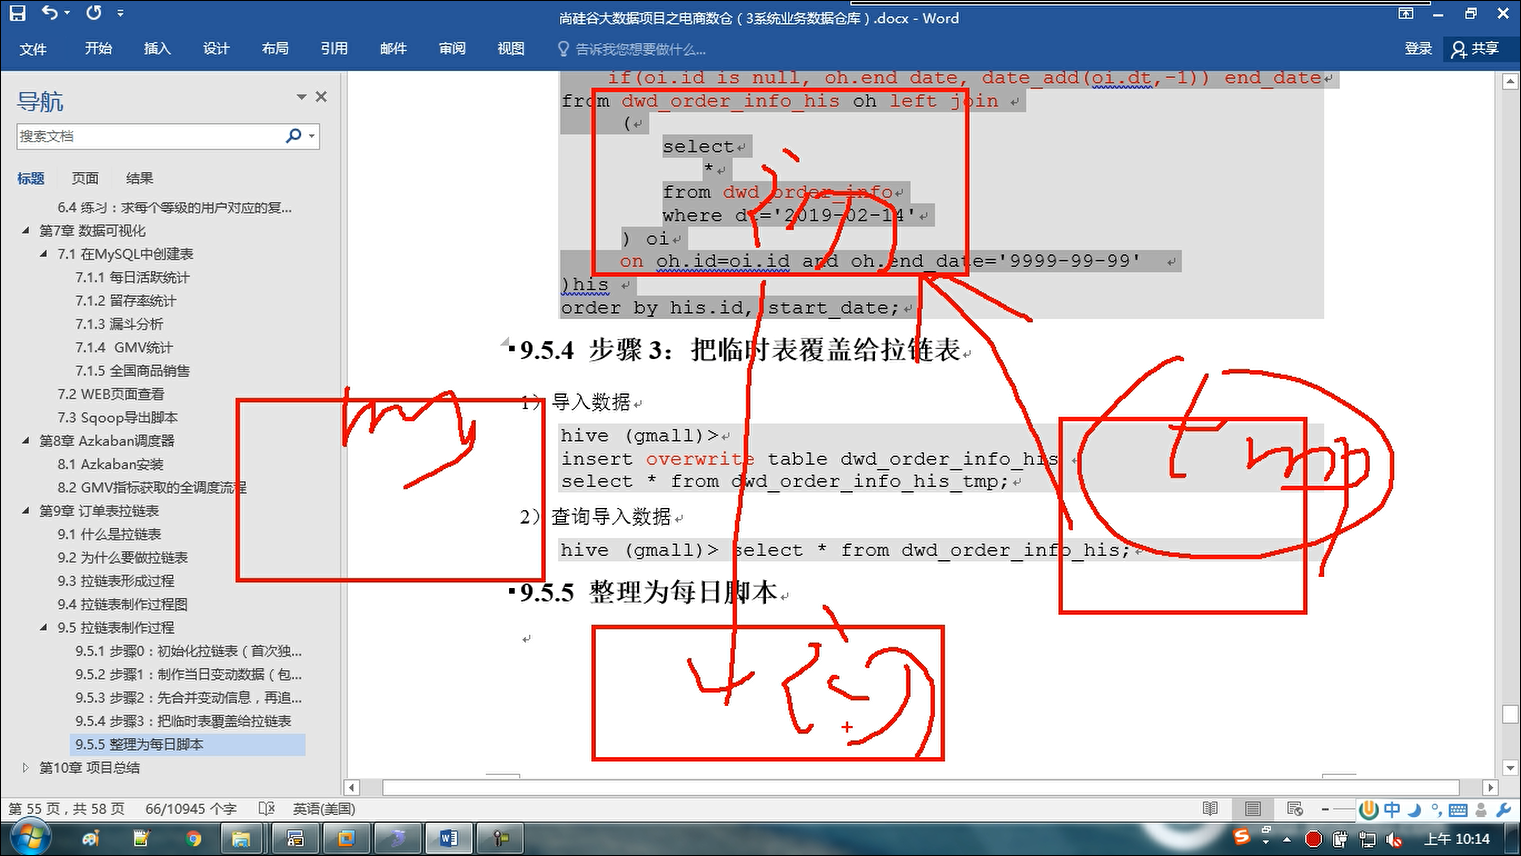 尚硅谷大数据项目之电商数仓（3系统业务数据仓库）.docx - Word
文件 开始 插入 设计 布局 引用 邮件 审阅 视图 告诉我您想要做什么... 登录 共享
导航
搜索文档
标题 页面 结果
6.4 练习：求每个等级的用户对应的复...
第7章 数据可视化
7.1 在MySQL中创建表
7.1.1 每日活跃统计
7.1.2 留存率统计
7.1.3 漏斗分析
7.1.4 GMV统计
7.1.5 全国商品销售
7.2 WEB页面查看
7.3 Sqoop导出脚本
第8章 Azkaban调度器
8.1 Azkaban安装
8.2 GMV指标获取的全调度流程
第9章 订单表拉链表
9.1 什么是拉链表
9.2 为什么要做拉链表
9.3 拉链表形成过程
9.4 拉链表制作过程图
9.5 拉链表制作过程
9.5.1 步骤0：初始化拉链表（首次独...
9.5.2 步骤1：制作当日变动数据（包...
9.5.3 步骤2：先合并变动信息，再追...
9.5.4 步骤3：把临时表覆盖给拉链表
9.5.5 整理为每日脚本
第10章 项目总结
if(oi.id is null, oh.end_date, date_add(oi.dt,-1)) end_date
from dwd_order_info_his oh left join
(
select
*
from dwd_order_info
where dt='2019-02-14'
) oi
on oh.id=oi.id and oh.end_date='9999-99-99'
)his
order by his.id, start_date;
9.5.4 步骤 3：把临时表覆盖给拉链表
1）导入数据
hive (gmall)>
insert overwrite table dwd_order_info_his
select * from dwd_order_info_his_tmp;
2）查询导入数据
hive (gmall)> select * from dwd_order_info_his;
9.5.5 整理为每日脚本
my
tmp
第 55 页，共 58 页 66/10945 个字 英语(美国)
中
上午 10:14